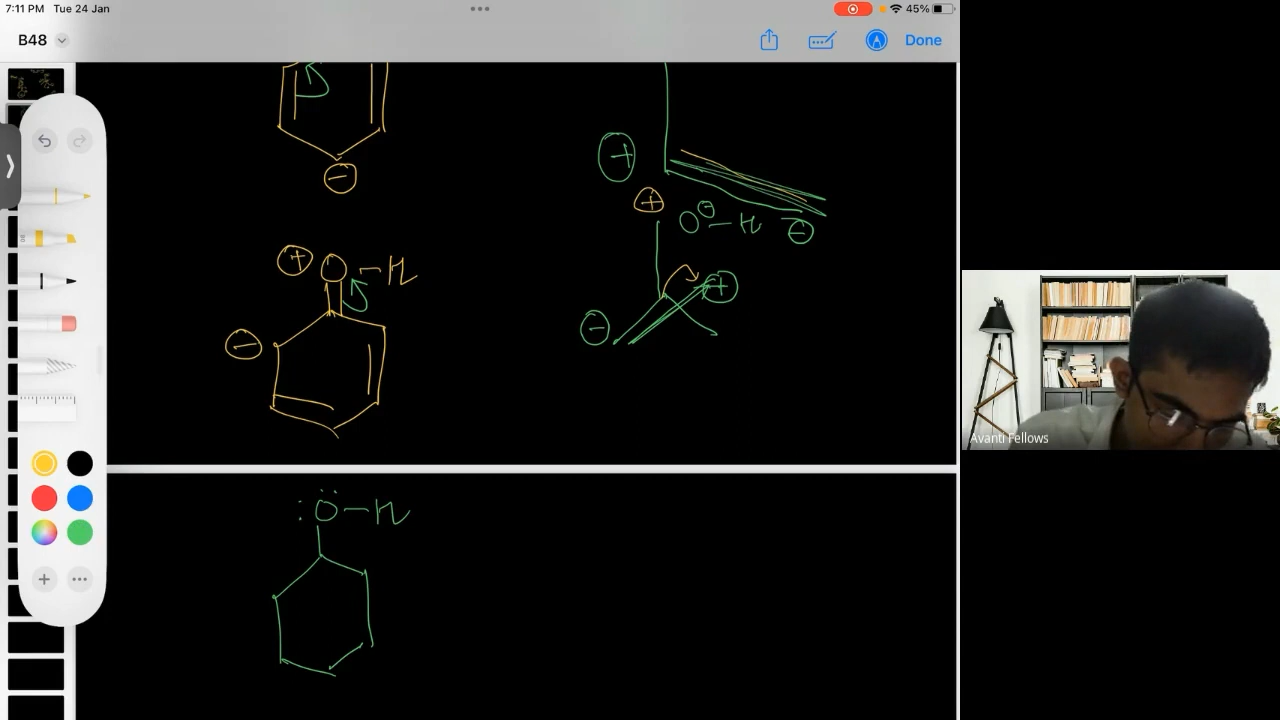 7:11 PM Tue 24 Jan
45%
B48
Done
⊖
⊕
⊕
O⊖-H ⊖
⊕ O-H
⊕
⊖
⊖
Avanti Fellows
:Ö-H